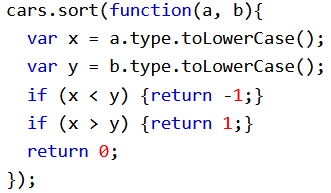 cars.sort(function(a, b){
  var x = a.type.toLowerCase();
  var y = b.type.toLowerCase();
  if (x < y) {return -1;}
  if (x > y) {return 1;}
  return 0;
});